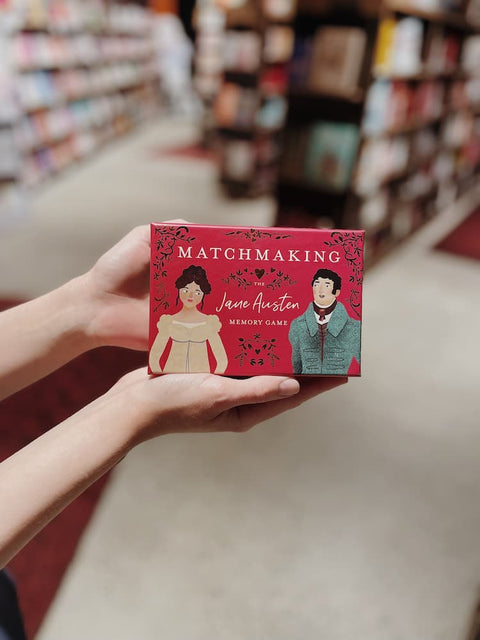 MATCHMAKING
THE
Jane Austen
MEMORY GAME